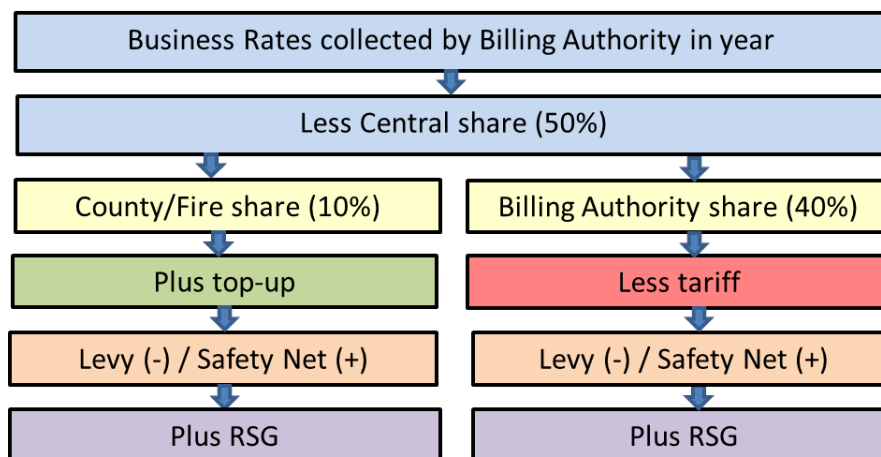 Business Rates collected by Billing Authority in year
Less Central share (50%)
County/Fire share (10%)
Billing Authority share (40%)
Plus top-up
Less tariff
Levy (-) / Safety Net (+)
Levy (-) / Safety Net (+)
Plus RSG
Plus RSG